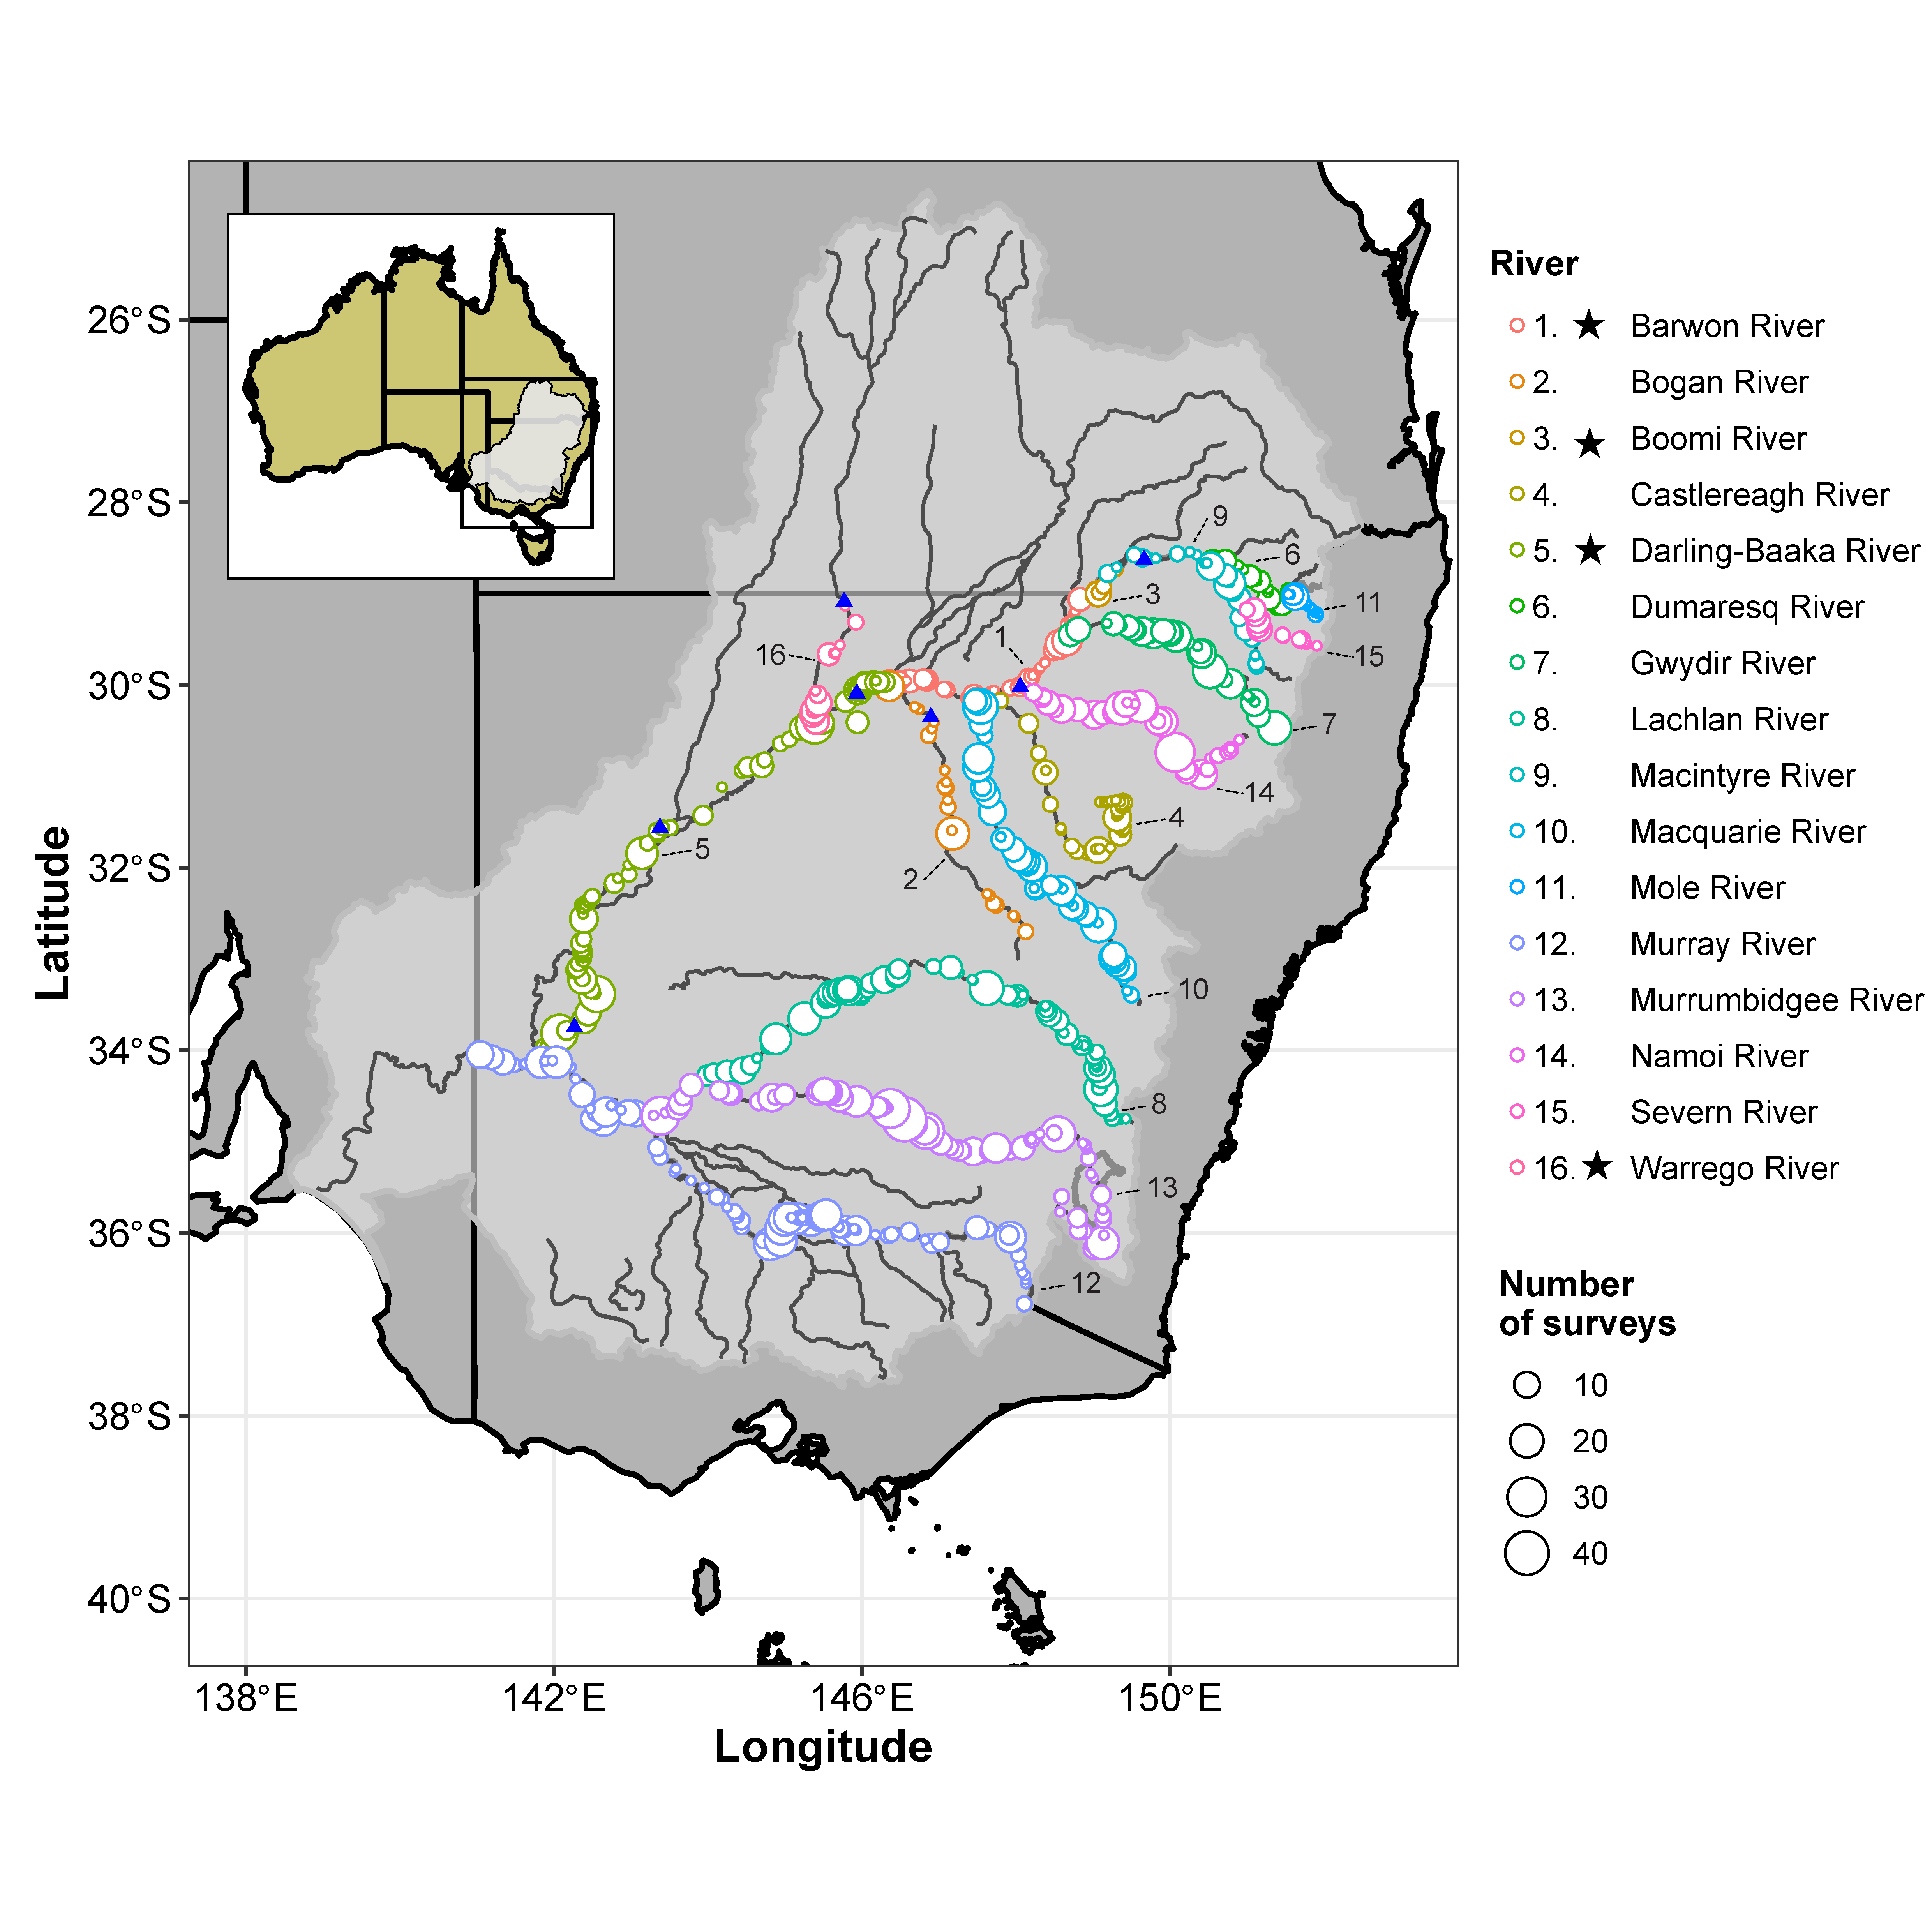 26°S
28°S
30°S
32°S
34°S
36°S
38°S
40°S
Latitude
138°E
142°E
146°E
150°E
Longitude
9
6
3
11
1
16
15
7
14
5
4
2
10
8
13
12
River
1. ★ Barwon River
2. Bogan River
3. ★ Boomi River
4. Castlereagh River
5. ★ Darling-Baaka River
6. Dumaresq River
7. Gwydir River
8. Lachlan River
9. Macintyre River
10. Macquarie River
11. Mole River
12. Murray River
13. Murrumbidgee River
14. Namoi River
15. Severn River
16. ★ Warrego River
Number
of surveys
10
20
30
40